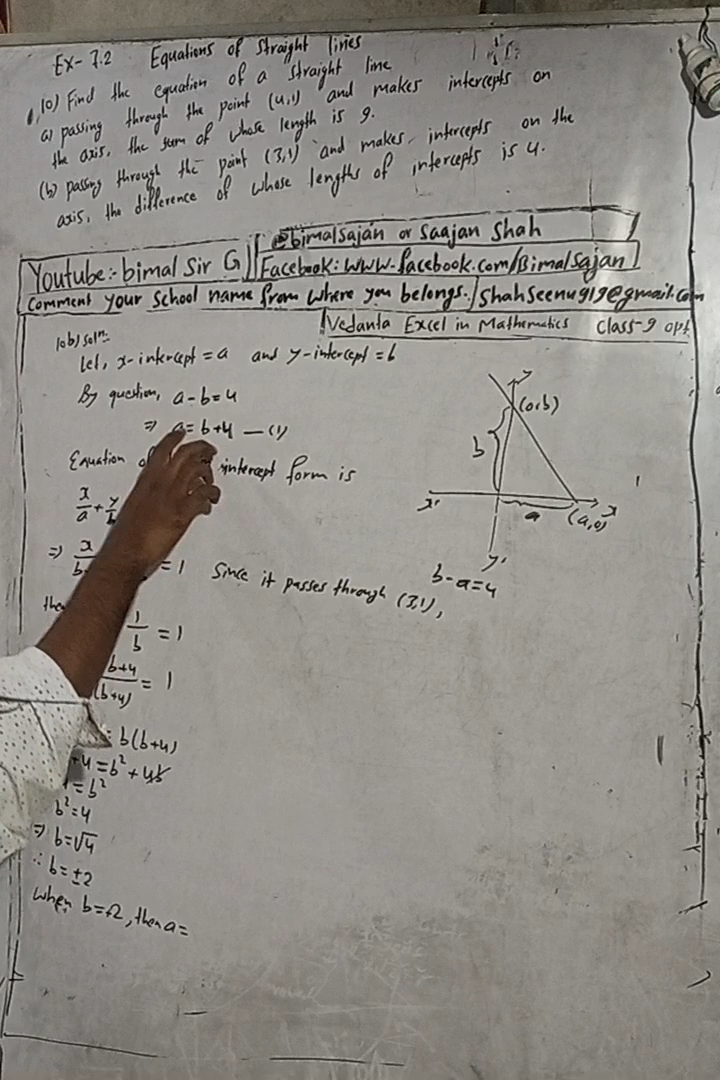 Ex- 7.2 Equations of straight lines
10) Find the equation of a straight line
a) passing through the point (4,1) and makes intercepts on
the axis, the sum of whose length is 9.
(b) passing through the point (3,1) and makes intercepts on the
axis, the difference of whose lengths of intercepts is 4.
bimalsajan or Saajan Shah
Youtube:- bimal Sir G
Facebook: www.facebook.com/Bimalsajan
Comment your school name from where you belongs. / Shahseenu919@gmail.com
Vedanta Excel in Mathematics Class-9 opt
10b) soln:
Let, x-intercept = a and y-intercept = b
By question, a - b = 4
⇒ a = b+4 — (1)
Equation intercept form is
x/a + y/
⇒ x/b = 1 Since it passes through (3,1),
the
1/b = 1
b+4/(b+4) = 1
b(b+4)
+4 = b² + 4b
= b²
b² = 4
⇒ b = √4
∴ b = ±2
When b = +2, then a =
y
(0,b)
b
x'
a
(a,0)
x
y'
b - a = 4